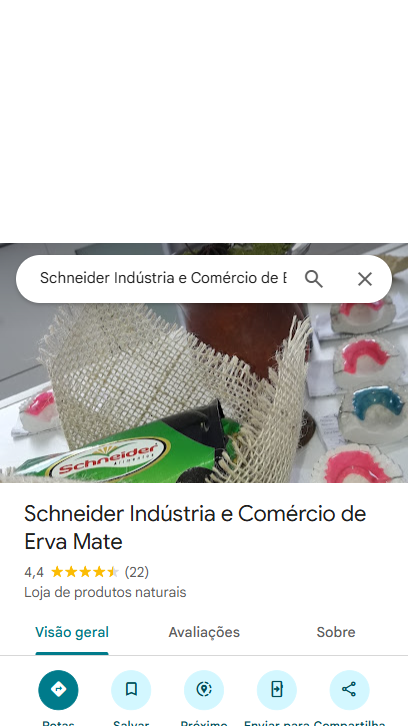 Schneider Indústria e Comércio de E
Schneider
alimentos
Schneider Indústria e Comércio de
Erva Mate
4,4 (22)
Loja de produtos naturais
Visão geral Avaliações Sobre
Rotas Salvar Próximo Enviar para Compartilha